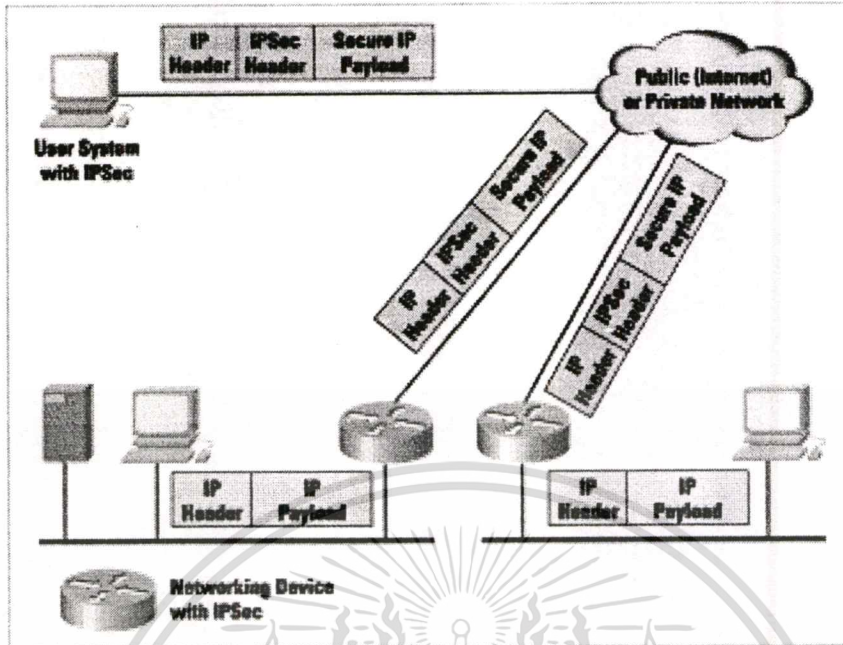 IP Header
IPSec Header
Secure IP Payload
Public (Internet)
or Private Network
User System
with IPSec
IP Header
IPSec Header
Secure IP Payload
IP Header
IPSec Header
Secure IP Payload
IP Header
IP Payload
IP Header
IP Payload
Networking Device
with IPSec